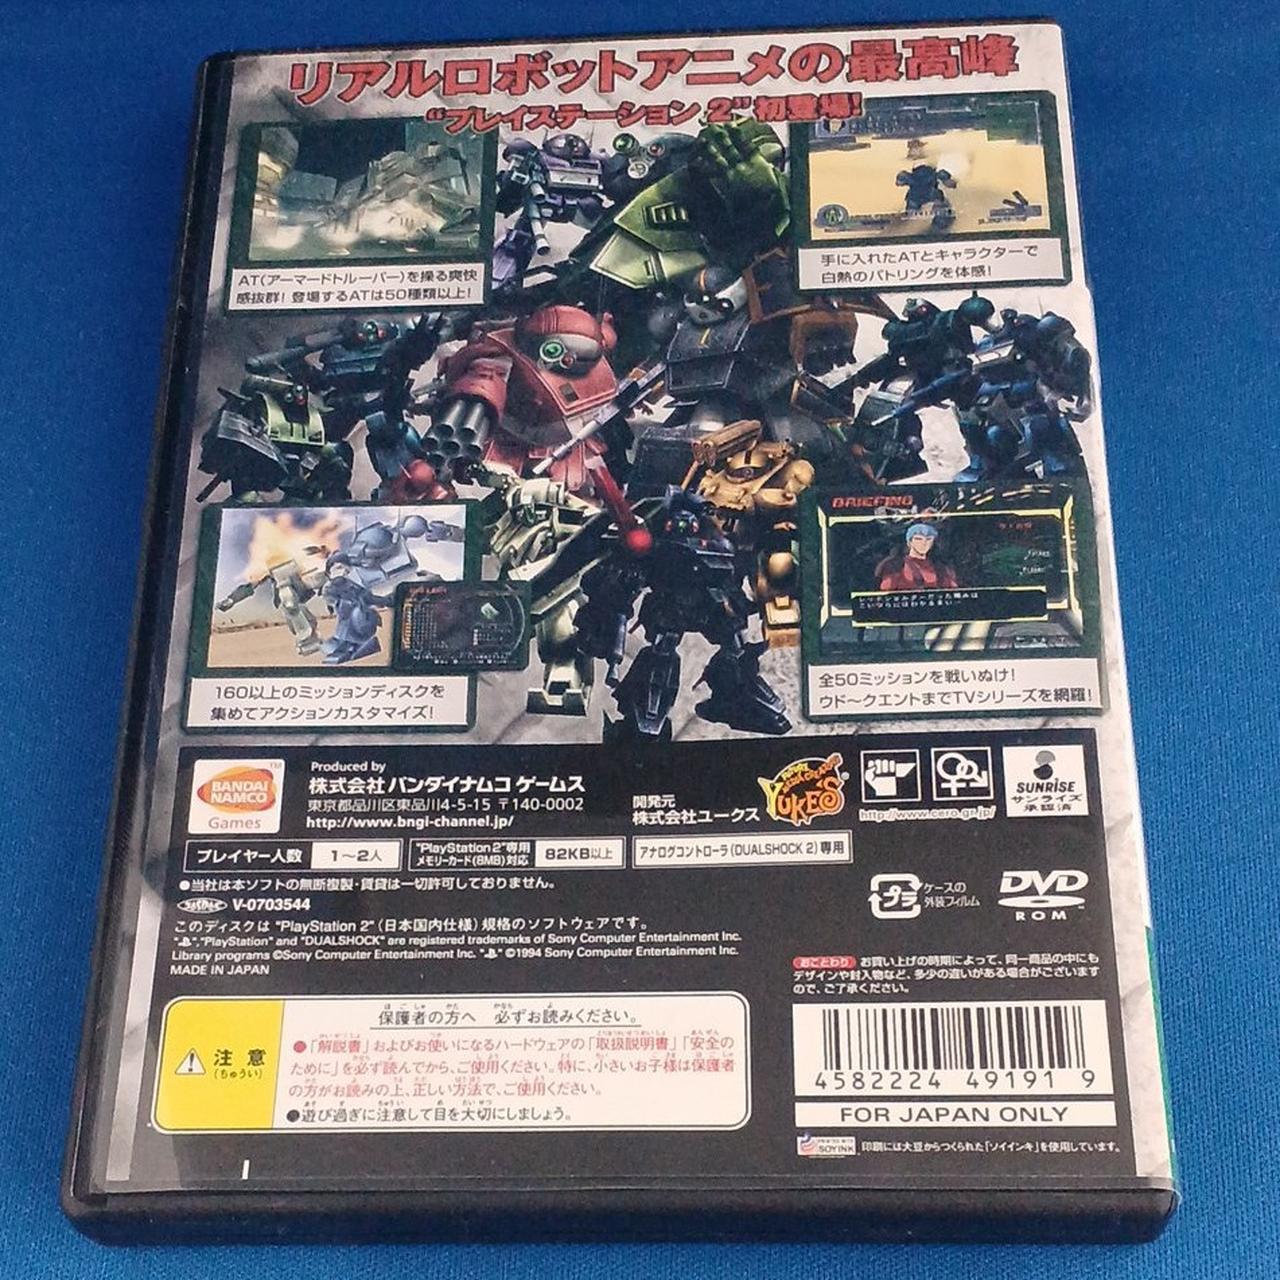 リアルロボットアニメの最高峰
“プレイステーション 2”初登場!
AT(アーマードトルーパー)を操る爽快
感抜群! 登場するATは50種類以上!
手に入れたATとキャラクターで
白熱のバトリングを体感!
BRIEFING
160以上のミッションディスクを
集めてアクションカスタマイズ!
全50ミッションを戦いぬけ!
ウド〜クエントまでTVシリーズを網羅!
BANDAI
NAMCO
Games
TM
Produced by
株式会社 バンダイナムコ ゲームス
東京都品川区東品川4-5-15 〒140-0002
http://www.bngi-channel.jp/
開発元
株式会社ユークス
FUTURE
MEDIA CREATORS
YUKE'S
http://www.cero.gr.jp/
SUNRISE
サンライズ
承認済
プレイヤー人数
1〜2人
"PlayStation 2"専用
メモリーカード(8MB)対応
82KB以上
アナログコントローラ(DUALSHOCK 2)専用
●当社は本ソフトの無断複製・賃貸は一切許可しておりません。
V-0703544
このディスクは "PlayStation 2" (日本国内仕様) 規格のソフトウェアです。
"PlayStation" and "DUALSHOCK" are registered trademarks of Sony Computer Entertainment Inc.
Library programs ©Sony Computer Entertainment Inc. ©1994 Sony Computer Entertainment Inc.
MADE IN JAPAN
プラ
ケースの
外装フィルム
DVD
ROM
おことわり お買い上げの時期によって、同一商品の中にも
デザインや封入物など、多少の違いがある場合がございます
ので、ご了承ください。
注意
(ちゅうい)
保護者の方へ 必ずお読みください。
●「解説書」およびお使いになるハードウェアの「取扱説明書」「安全の
ために」を必ず読んでから、ご使用ください。特に、小さいお子様は保護者
の方がお読みの上、正しい方法で、ご使用ください。
●遊び過ぎに注意して目を大切にしましょう。
4582224 49191 9
FOR JAPAN ONLY
PRINTED WITH
SOY INK
印刷には大豆からつくられた「ソイインキ」を使用しています。